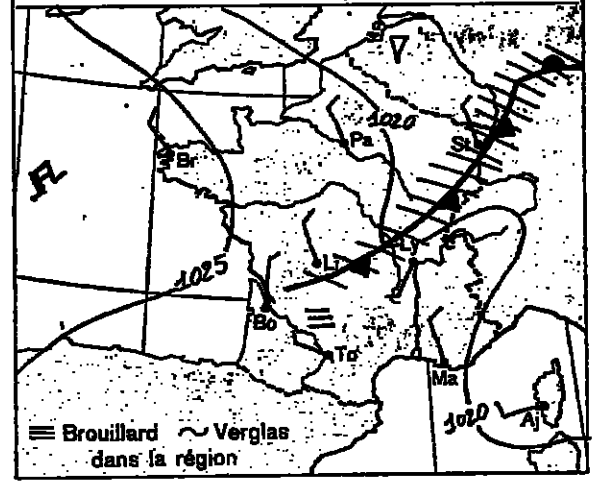 1020
Pa
St
Br
Ly
Li
1025
Bo
To
Ma
1020
Aj
Brouillard Verglas
dans la région